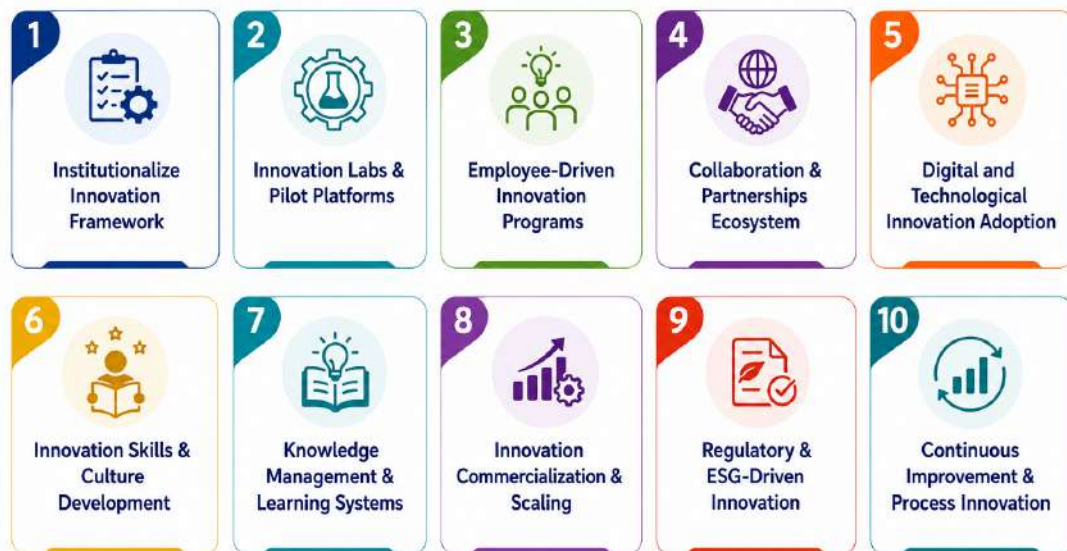 1
Institutionalize
Innovation
Framework
2
Innovation Labs &
Pilot Platforms
3
Employee-Driven
Innovation
Programs
4
Collaboration &
Partnerships
Ecosystem
5
Digital and
Technological
Innovation Adoption
6
Innovation Skills &
Culture
Development
7
Knowledge
Management &
Learning Systems
8
Innovation
Commercialization &
Scaling
9
Regulatory &
ESG-Driven
Innovation
10
Continuous
Improvement &
Process Innovation